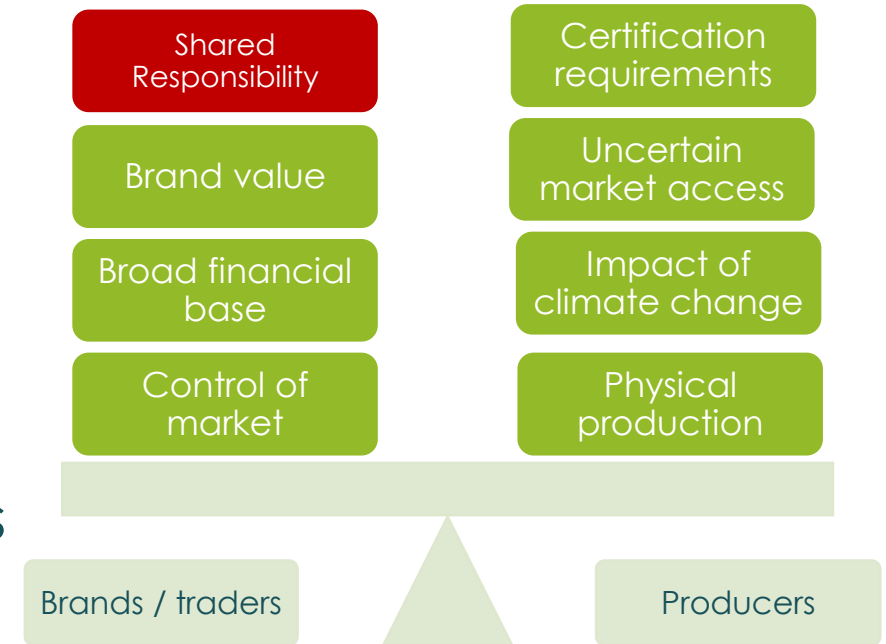 Shared
Responsibility
Brand value
Broad financial
base
Control of
market
Certification
requirements
Uncertain
market access
Impact of
climate change
Physical
production
s
Brands / traders
Producers